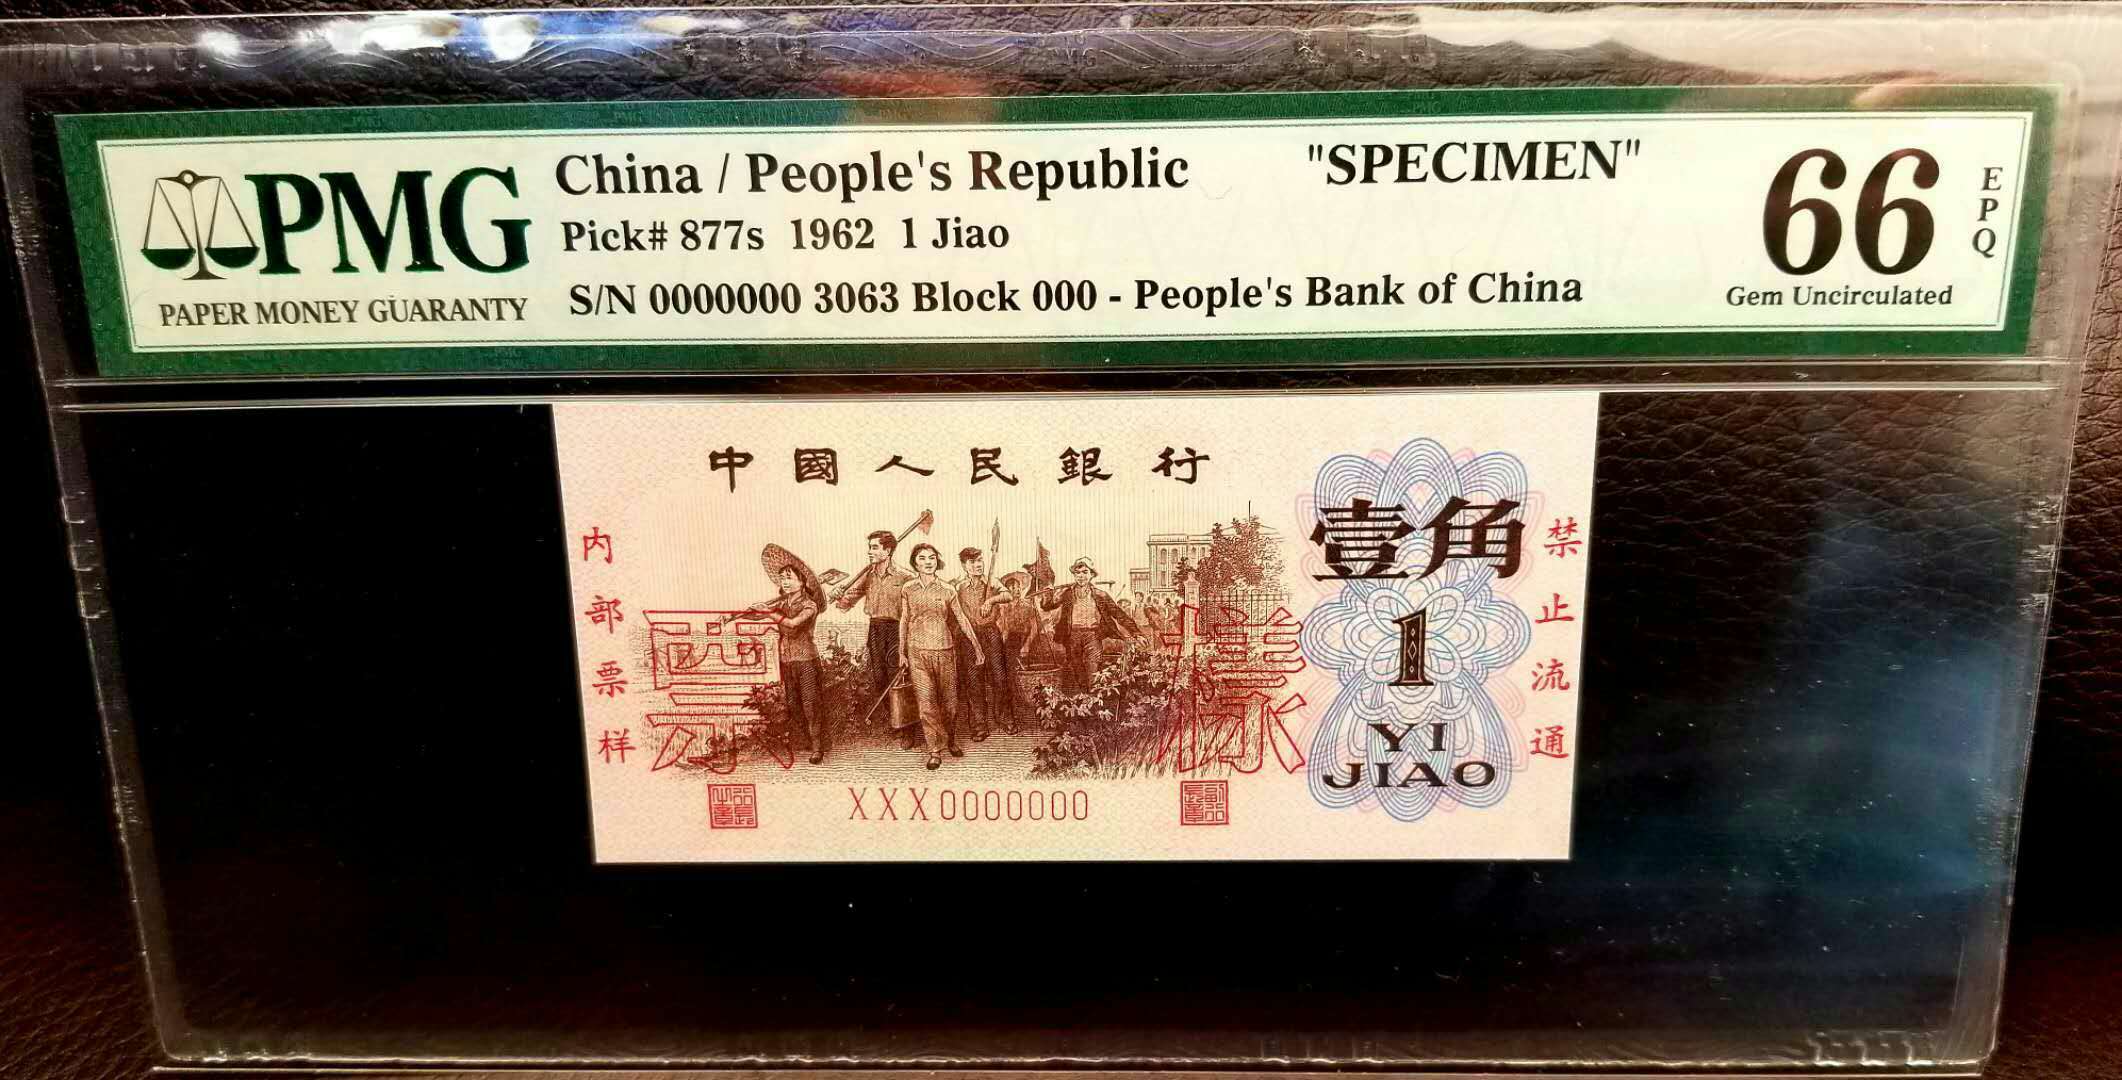 PMG
PAPER MONEY GUARANTY
China / People's Republic "SPECIMEN"
Pick# 877s 1962 1 Jiao
S/N 0000000 3063 Block 000 - People's Bank of China
66
EPQ
Gem Uncirculated
中國人民銀行
内部票样
票樣
壹角
1
YI
JIAO
禁止流通
XXX0000000